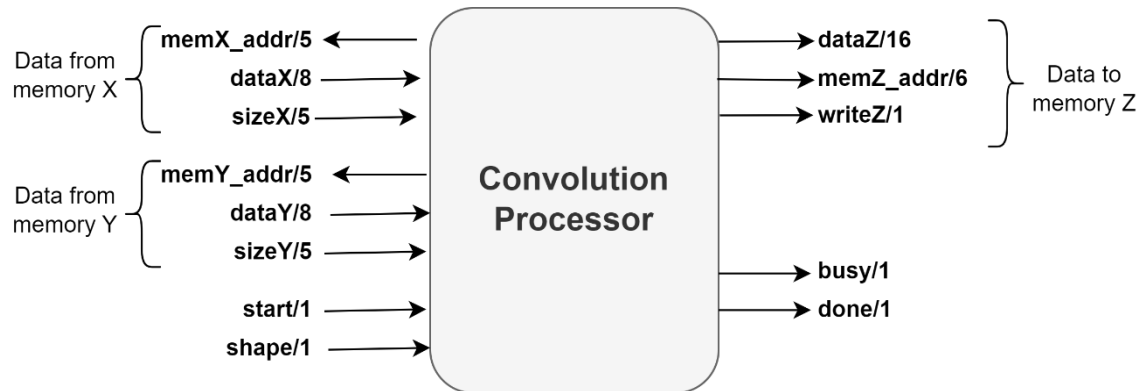 Data from
memory X
memX_addr/5
dataX/8
sizeX/5
Data from
memory Y
memY_addr/5
dataY/8
sizeY/5
start/1
shape/1
Convolution
Processor
dataZ/16
memZ_addr/6
writeZ/1
Data to
memory Z
busy/1
done/1